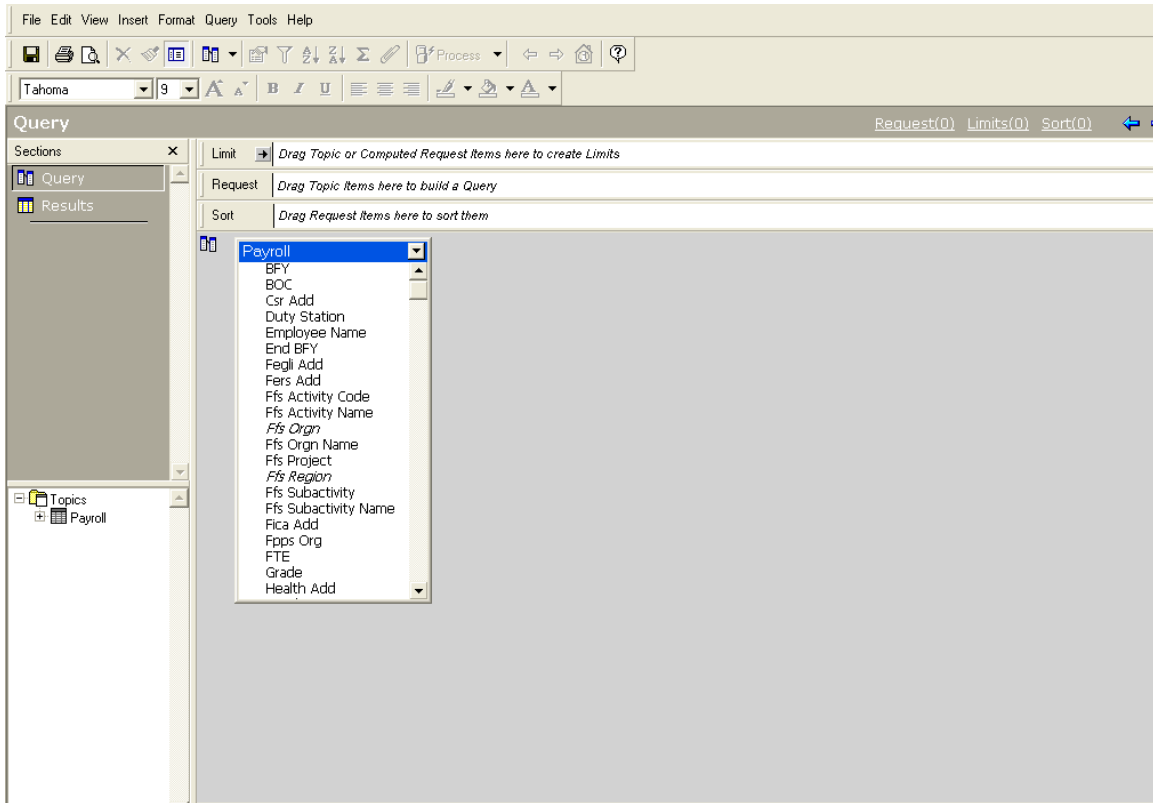 File Edit View Insert Format Query Tools Help
Process
Tahoma 9 B I U A
Query Request(0) Limits(0) Sort(0)
Sections
Query
Results
Limit Drag Topic or Computed Request Items here to create Limits
Request Drag Topic Items here to build a Query
Sort Drag Request Items here to sort them
Payroll
BFY
BOC
Csr Add
Duty Station
Employee Name
End BFY
Fegli Add
Fers Add
Ffs Activity Code
Ffs Activity Name
Ffs Orgn
Ffs Orgn Name
Ffs Project
Ffs Region
Ffs Subactivity
Ffs Subactivity Name
Fica Add
Fpps Org
FTE
Grade
Health Add
Topics
Payroll